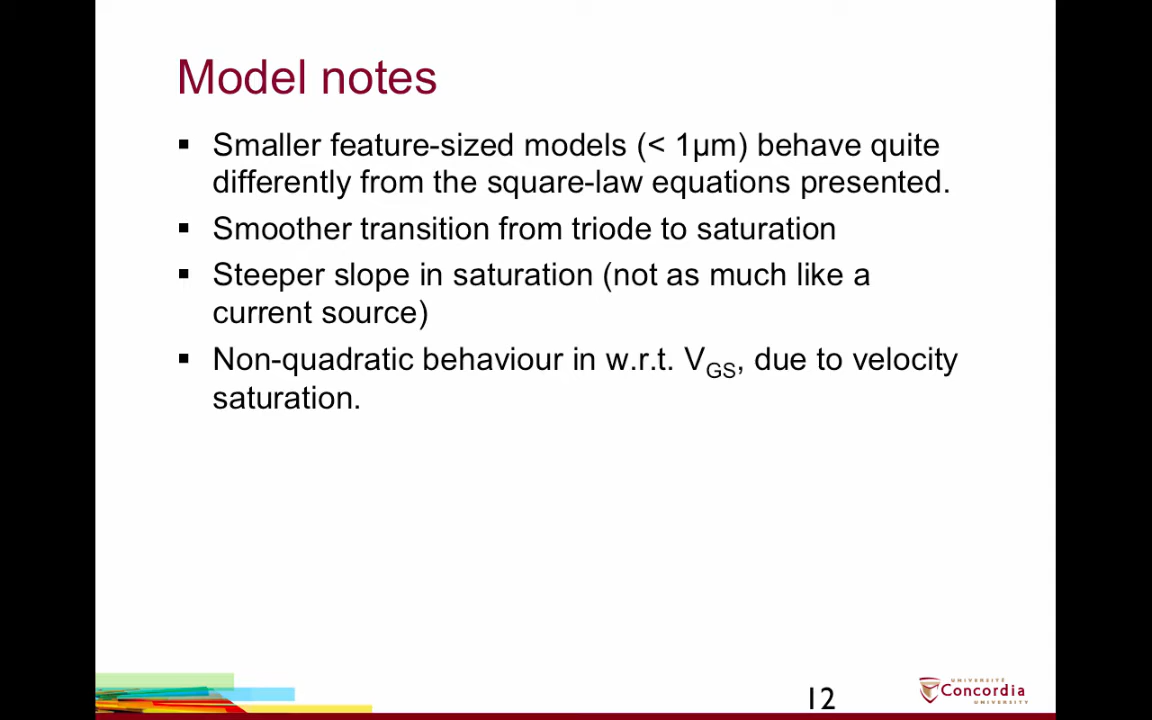 Model notes
▪ Smaller feature-sized models (< 1μm) behave quite
differently from the square-law equations presented.
▪ Smoother transition from triode to saturation
▪ Steeper slope in saturation (not as much like a
current source)
▪ Non-quadratic behaviour in w.r.t. VGS, due to velocity
saturation.
12
UNIVERSITÉ
Concordia
UNIVERSITY